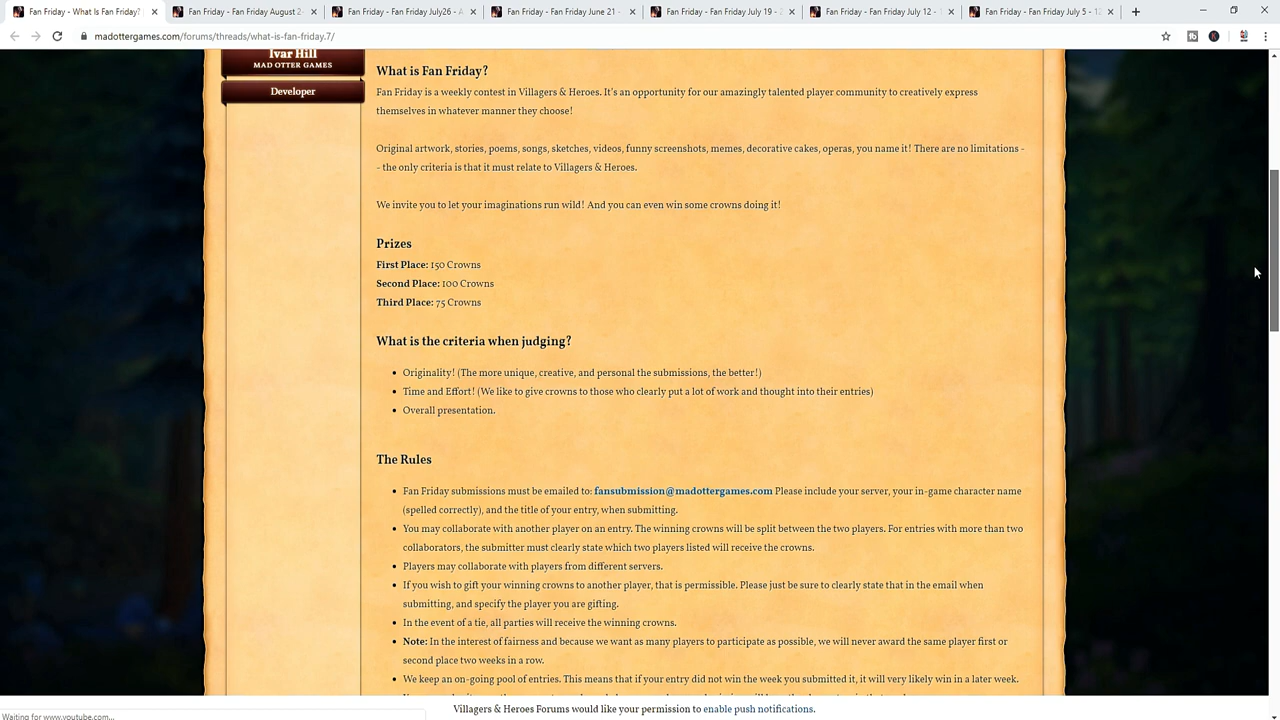 Fan Friday - What Is Fan Friday?
Fan Friday - Fan Friday August 2-
Fan Friday - Fan Friday July26 -
Fan Friday - Fan Friday June 21 -
Fan Friday - Fan Friday July 19 -
Fan Friday - Fan Friday July 12 -
Fan Friday - Fan Friday July 5 - 12
madottergames.com/forums/threads/what-is-fan-friday.7/
Ivar Hill
MAD OTTER GAMES
Developer
What is Fan Friday?
Fan Friday is a weekly contest in Villagers & Heroes. It's an opportunity for our amazingly talented player community to creatively express
themselves in whatever manner they choose!
Original artwork, stories, poems, songs, sketches, videos, funny screenshots, memes, decorative cakes, operas, you name it! There are no limitations -
- the only criteria is that it must relate to Villagers & Heroes.
We invite you to let your imaginations run wild! And you can even win some crowns doing it!
Prizes
First Place: 150 Crowns
Second Place: 100 Crowns
Third Place: 75 Crowns
What is the criteria when judging?
• Originality! (The more unique, creative, and personal the submissions, the better!)
• Time and Effort! (We like to give crowns to those who clearly put a lot of work and thought into their entries)
• Overall presentation.
The Rules
• Fan Friday submissions must be emailed to: fansubmission@madottergames.com Please include your server, your in-game character name
(spelled correctly), and the title of your entry, when submitting.
• You may collaborate with another player on an entry. The winning crowns will be split between the two players. For entries with more than two
collaborators, the submitter must clearly state which two players listed will receive the crowns.
• Players may collaborate with players from different servers.
• If you wish to gift your winning crowns to another player, that is permissible. Please just be sure to clearly state that in the email when
submitting, and specify the player you are gifting.
• In the event of a tie, all parties will receive the winning crowns.
• Note: In the interest of fairness and because we want as many players to participate as possible, we will never award the same player first or
second place two weeks in a row.
• We keep an on-going pool of entries. This means that if your entry did not win the week you submitted it, it will very likely win in a later week.
Villagers & Heroes Forums would like your permission to enable push notifications.
Waiting for www.youtube.com...